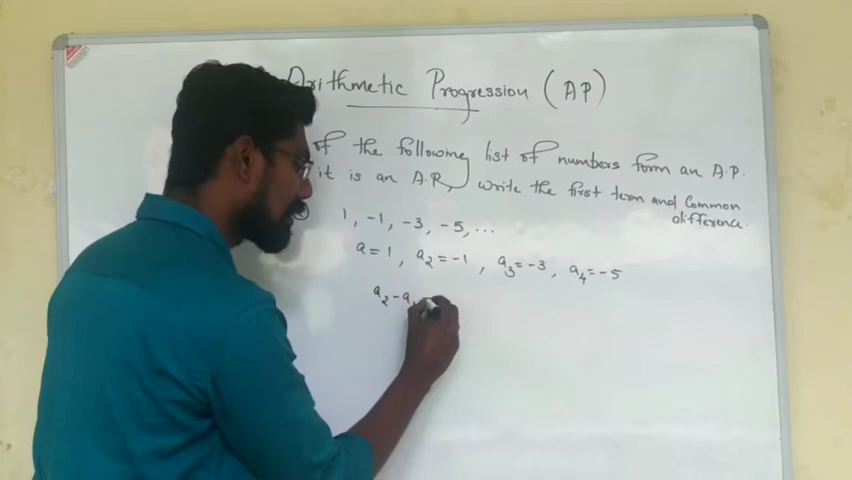 Arithmetic Progression (AP)
of the following list of numbers form an A.P.
it is an A.P, write the first term and Common
difference.
1, -1, -3, -5, ...
a = 1, a2 = -1, a3 = -3, a4 = -5
a2 - a